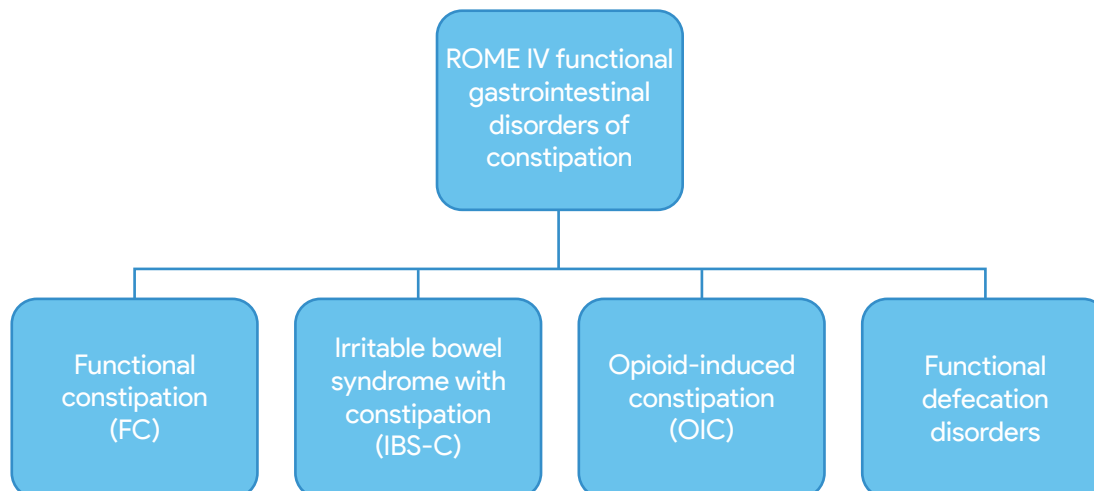 ROME IV functional
gastrointestinal
disorders of
constipation
Functional
constipation
(FC)
Irritable bowel
syndrome with
constipation
(IBS-C)
Opioid-induced
constipation
(OIC)
Functional
defecation
disorders